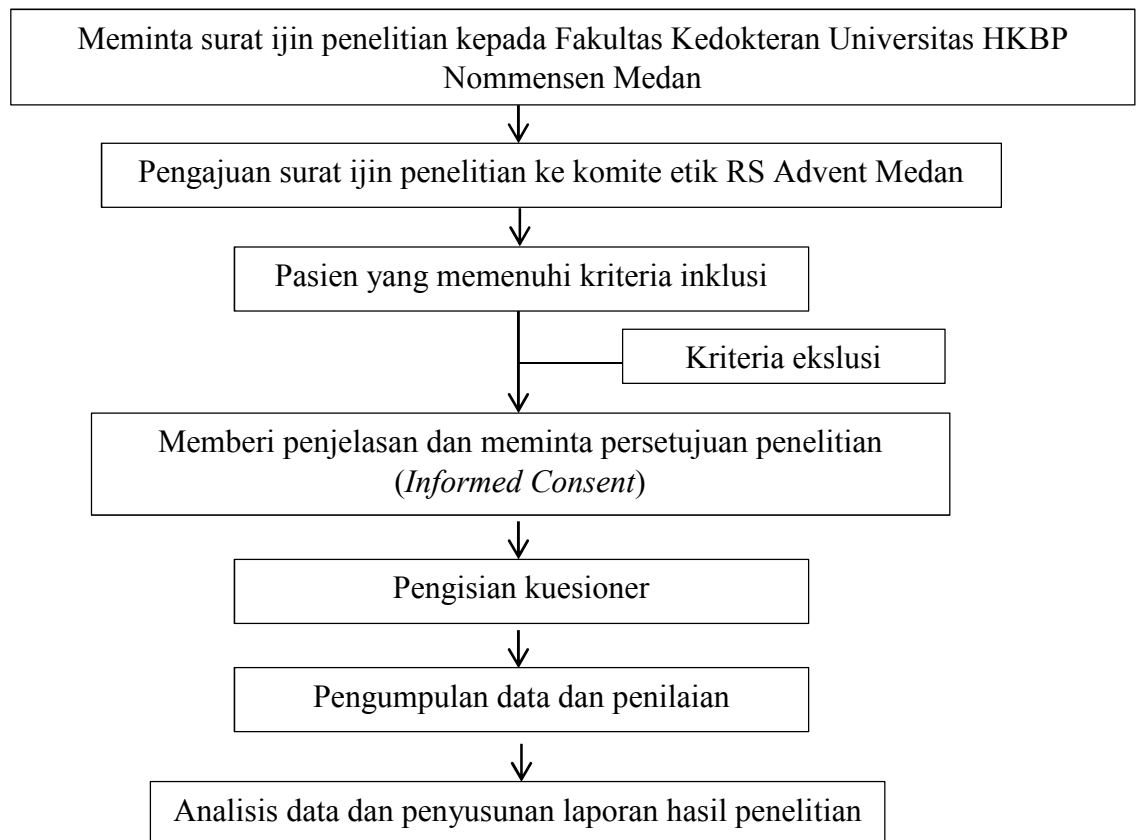 Meminta surat ijin penelitian kepada Fakultas Kedokteran Universitas HKBP
Nommensen Medan
Pengajuan surat ijin penelitian ke komite etik RS Advent Medan
Pasien yang memenuhi kriteria inklusi
Kriteria ekslusi
Memberi penjelasan dan meminta persetujuan penelitian
(Informed Consent)
Pengisian kuesioner
Pengumpulan data dan penilaian
Analisis data dan penyusunan laporan hasil penelitian